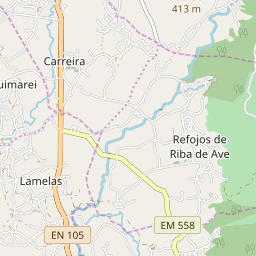 413 m
Carreira
uimarei
Refojos de
Riba de Ave
Lamelas
EM 558
EN 105